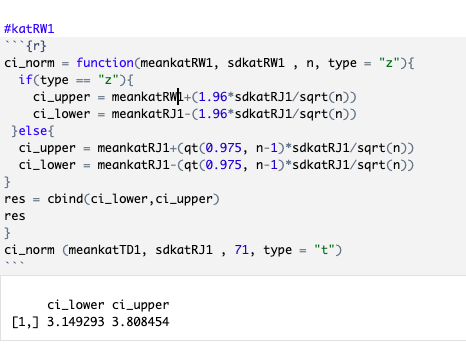 #katRW1
```{r}
ci_norm = function(meankatRW1, sdkatRW1 , n, type = "z"){
if(type == "z"){
ci_upper = meankatRW1+(1.96*sdkatRJ1/sqrt(n))
ci_lower = meankatRJ1-(1.96*sdkatRJ1/sqrt(n))
}else{
ci_upper = meankatRJ1+(qt(0.975, n-1)*sdkatRJ1/sqrt(n))
ci_lower = meankatRJ1-(qt(0.975, n-1)*sdkatRJ1/sqrt(n))
}
res = cbind(ci_lower,ci_upper)
res
}
ci_norm (meankatTD1, sdkatRJ1 , 71, type = "t")
```
ci_lower ci_upper
[1,] 3.149293 3.808454